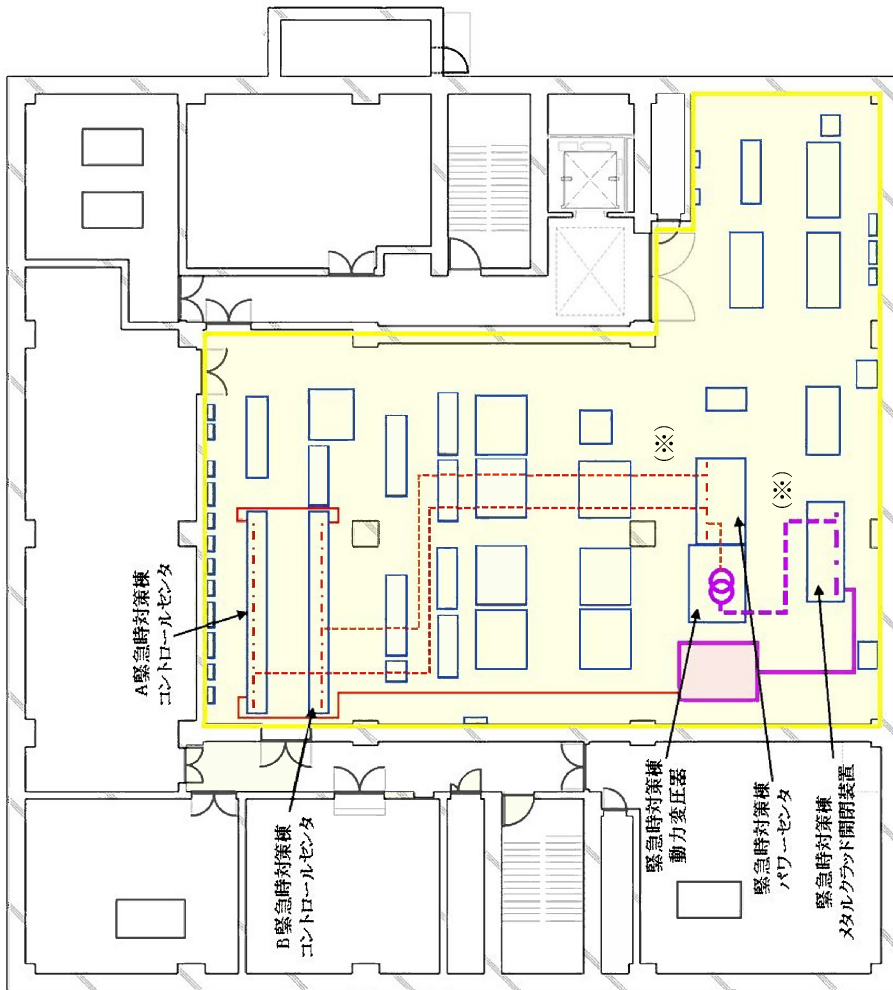 (※)
(※)
A緊急時対策棟
コントロールセンタ
B緊急時対策棟
コントロールセンタ
緊急時対策棟
動力変圧器
緊急時対策棟
パワーセンタ
緊急時対策棟
メタルクラッド開閉装置